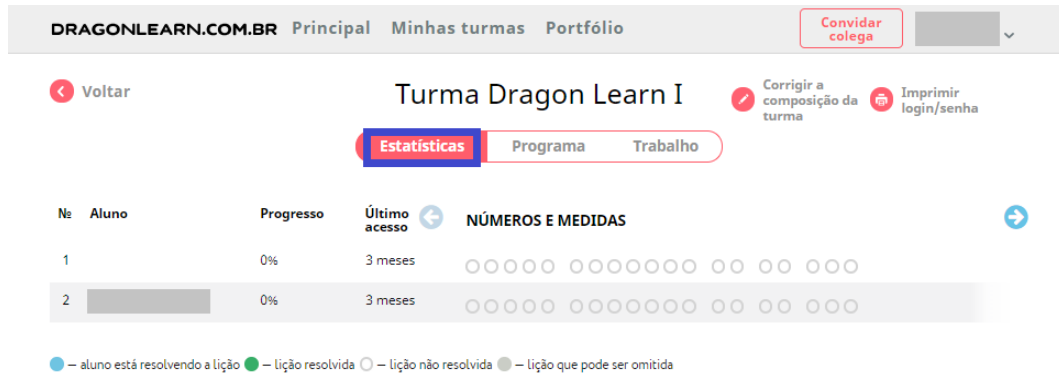 DRAGONLEARN.COM.BR Principal Minhas turmas Portfólio Convidar colega
Voltar
Turma Dragon Learn I
Corrigir a composição da turma
Imprimir login/senha
Estatísticas Programa Trabalho
№ Aluno Progresso Último acesso NÚMEROS E MEDIDAS
1 0% 3 meses
2 0% 3 meses
– aluno está resolvendo a lição – lição resolvida – lição não resolvida – lição que pode ser omitida